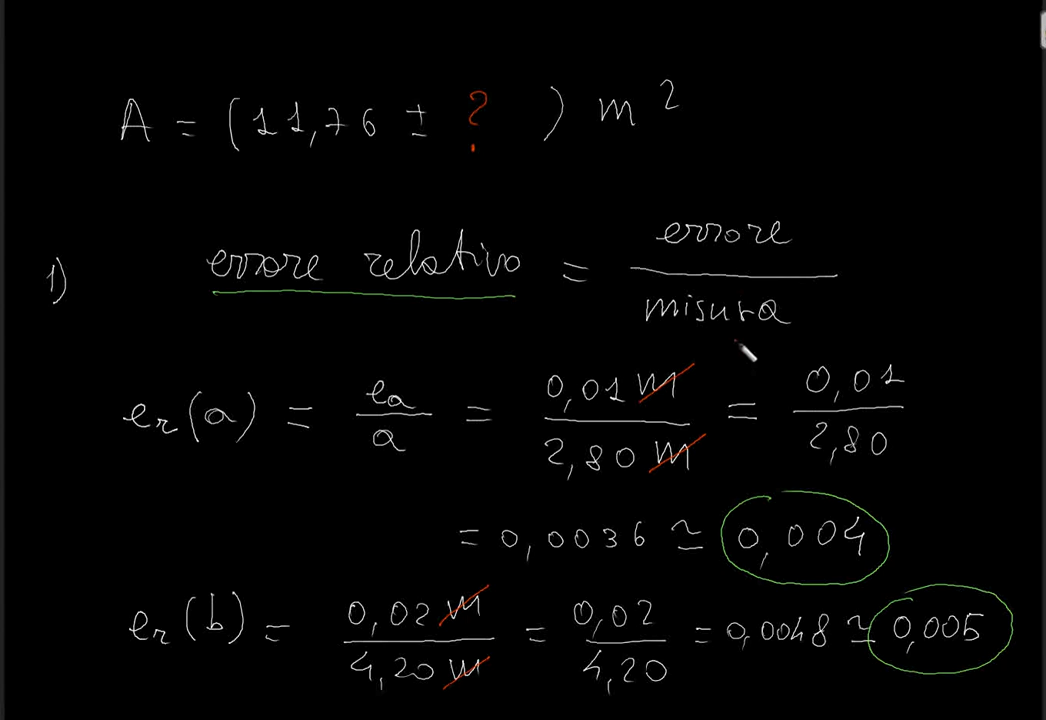 A = (11,76 ± ? ) m²
1) errore relativo = errore / misura
er(a) = ea / a = 0,01 m / 2,80 m = 0,01 / 2,80
= 0,0036 ≃ 0,004
er(b) = 0,02 m / 4,20 m = 0,02 / 4,20 = 0,0048 ≃ 0,005